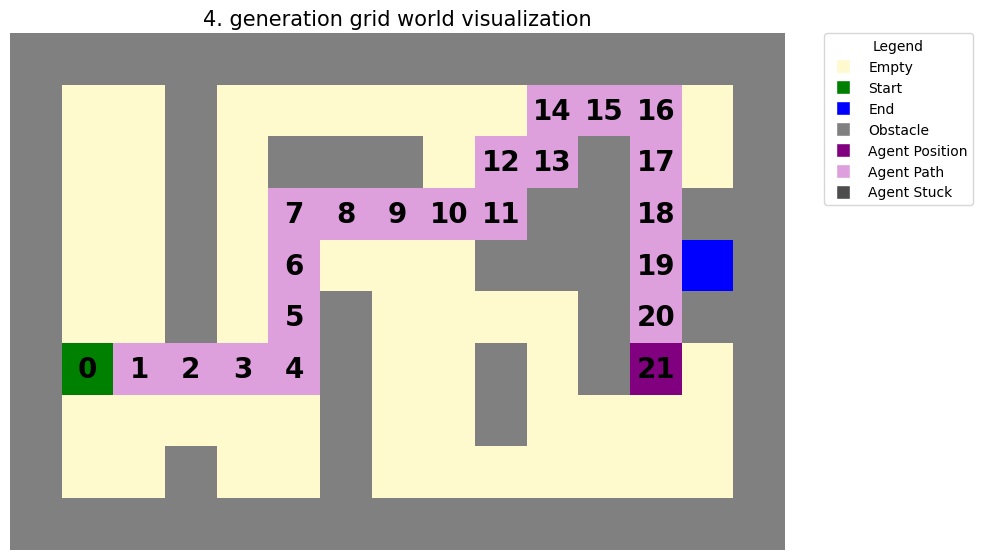 4. generation grid world visualization
14 15 16
12 13 17
7 8 9 10 11 18
6 19
5 20
0 1 2 3 4 21
Legend
Empty
Start
End
Obstacle
Agent Position
Agent Path
Agent Stuck